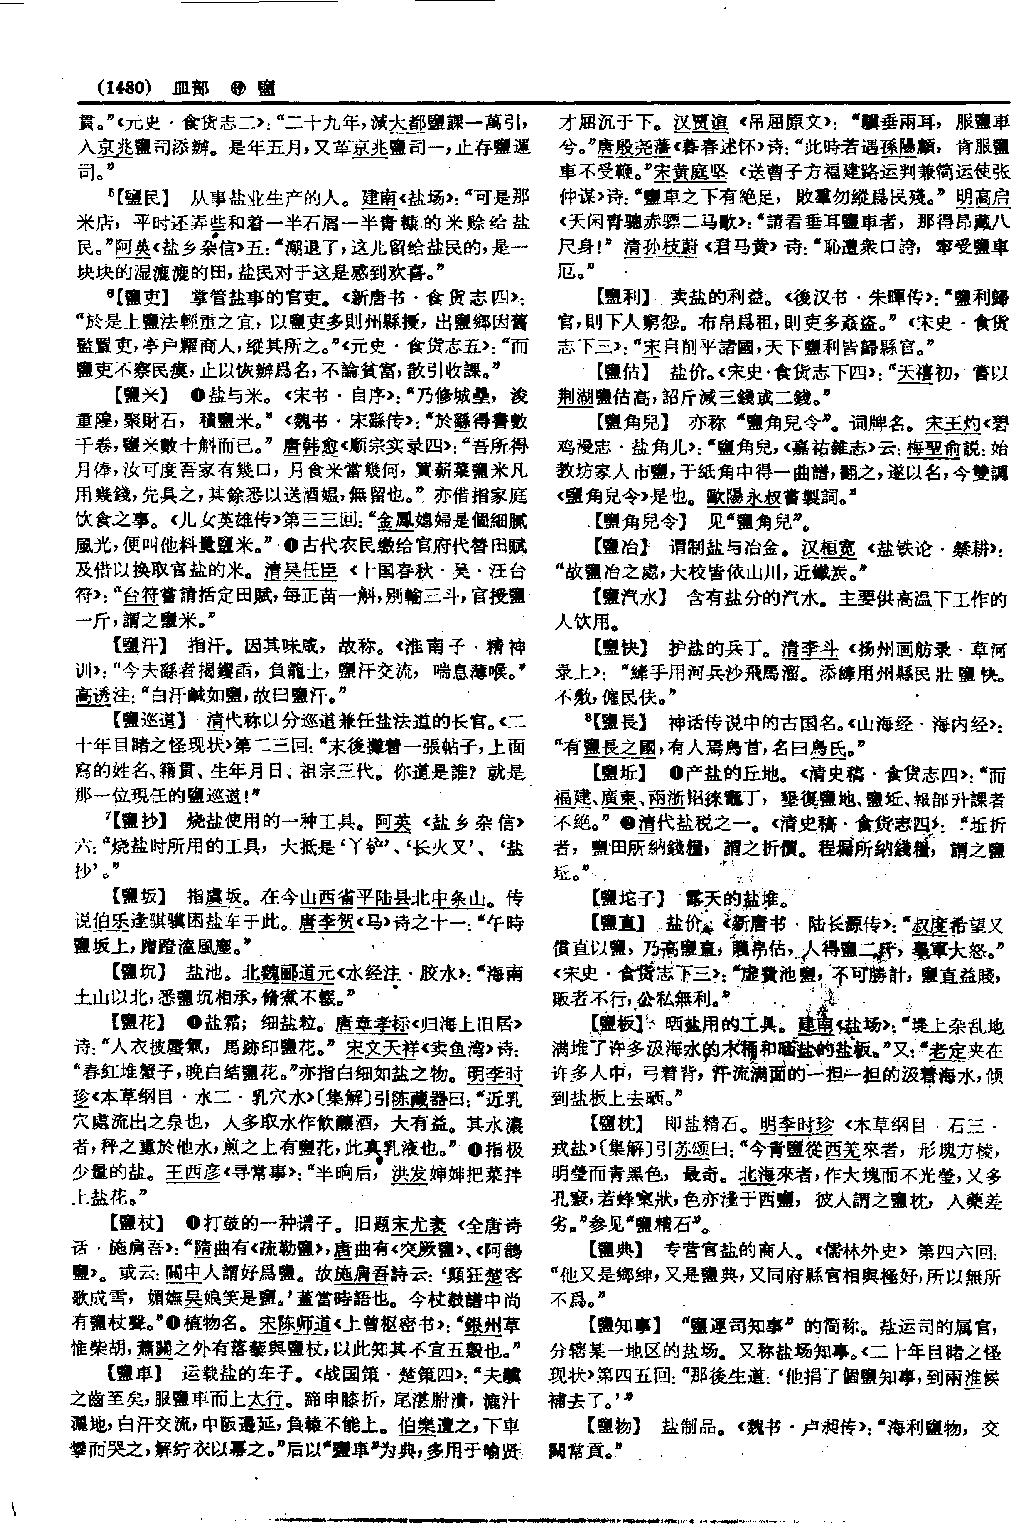 (1480) 皿部 ⑲ 鹽
貫。”《元史·食货志二》：“二十九年，減大都鹽課一萬引，
入京兆鹽司添辦。是年五月，又革京兆鹽司一，止存鹽運
司。”
⁵【鹽民】 从事盐业生产的人。建南《盐场》：“可是那
米店，平时还弄些和着一半石屑一半青糠的米赊给盐
民。”阿英《盐乡杂信》五：“潮退了，这儿留给盐民的，是一
块块的湿漉漉的田，盐民对于这是感到欢喜。”
⁶【鹽吏】 掌管盐事的官吏。《新唐书·食货志四》：
“於是上鹽法輕重之宜，以鹽吏多則州縣擾，出鹽鄉因舊
監置吏，亭户糶商人，縱其所之。”《元史·食货志五》：“而
鹽吏不察民瘼，止以恢辦爲名，不論貧富，散引收課。”
【鹽米】 ❶盐与米。《宋书·自序》：“乃修城壘，浚
重隍，聚財石，積鹽米。”《魏书·宋繇传》：“於繇得書數
千卷，鹽米數十斛而已。”唐韩愈《顺宗实录四》：“吾所得
月俸，汝可度吾家有幾口，月食米當幾何，買薪菜鹽米凡
用幾錢，先具之，其餘悉以送酒媪，無留也。”亦借指家庭
饮食之事。《儿女英雄传》第三三回：“金鳳媳婦是個細膩
風光，便叫他料量鹽米。”❷古代农民缴给官府代替田赋
及借以换取官盐的米。清吴任臣《十国春秋·吴·汪台
符》：“台符嘗請括定田賦，每正苗一斛，别輸三斗，官授鹽
一斤，謂之鹽米。”
【鹽汗】 指汗。因其味咸，故称。《淮南子·精神
训》：“今夫繇者揭钁臿，負籠土，鹽汗交流，喘息薄喉。”
高诱注：“白汗鹹如鹽，故曰鹽汗。”
【鹽巡道】 清代称以分巡道兼任盐法道的长官。《二
十年目睹之怪现状》第二三回：“末後攤着一張帖子，上面
寫的姓名、籍貫、生年月日、祖宗三代。你道是誰？就是
那一位現任的鹽巡道！”
⁷【鹽抄】 烧盐使用的一种工具。阿英《盐乡杂信》
六：“烧盐时所用的工具，大抵是‘丫铲’、‘长火叉’、‘盐
抄’。”
【鹽坂】 指虞坂。在今山西省平陆县北中条山。传
说伯乐逢骐骥困盐车于此。唐李贺《马》诗之十一：“午時
鹽坂上，蹭蹬溘風塵。”
【鹽坑】 盐池。北魏郦道元《水经注·胶水》：“海南
土山以北，悉鹽坑相承，脩煮不輟。”
【鹽花】 ❶盐霜；细盐粒。唐章孝标《归海上旧居》
诗：“人衣披蜃氣，馬跡印鹽花。”宋文天祥《卖鱼湾》诗：
“春紅堆蟹子，晚白結鹽花。”亦指白细如盐之物。明李时
珍《本草纲目·水二·乳穴水》〔集解〕引陈藏器曰：“近乳
穴處流出之泉也，人多取水作飲釀酒，大有益。其水濃
者，秤之重於他水，煎之上有鹽花，此真乳液也。”❷指极
少量的盐。王西彦《寻常事》：“半晌后，洪发婶婶把菜拌
上盐花。”
【鹽杖】 ❶打鼓的一种谱子。旧题宋尤袤《全唐诗
话·施肩吾》：“隋曲有《疏勒鹽》，唐曲有《突厥鹽》、《阿鵲
鹽》。或云：關中人謂好爲鹽。故施肩吾詩云：‘顛狂楚客
歌成雪，媚嫵吴娘笑是鹽。’蓋當時語也。今杖鼓譜中尚
有鹽杖聲。”❷植物名。宋陈师道《上曾枢密书》：“銀州草
惟柴胡，蕭關之外有落藜與鹽杖，以此知其不宜五穀也。”
【鹽車】 运载盐的车子。《战国策·楚策四》：“夫驥
之齒至矣，服鹽車而上太行。蹄申膝折，尾湛胕潰，漉汁
灑地，白汗交流，中阪遷延，負轅不能上。伯樂遭之，下車
攀而哭之，解紵衣以冪之。”后以“鹽車”为典，多用于喻贤
才屈沉于下。汉贾谊《吊屈原文》：“驥垂兩耳，服鹽車
兮。”唐殷尧藩《暮春述怀》诗：“此時若遇孫陽顧，肯服鹽
車不受鞭。”宋黄庭坚《送曹子方福建路运判兼简运使张
仲谋》诗：“鹽車之下有絶足，敗羣勿縱爲民殘。”明高启
《天闲青骢赤骠二马歌》：“請看垂耳鹽車者，那得昂藏八
尺身！”清孙枝蔚《君马黄》诗：“恥遭衆口誇，寧受鹽車
厄。”
【鹽利】 卖盐的利益。《後汉书·朱暉传》：“鹽利歸
官，則下人窮怨。布帛爲租，則吏多姦盗。”《宋史·食货
志下三》：“宋自削平諸國，天下鹽利皆歸縣官。”
【鹽估】 盐价。《宋史·食货志下四》：“天禧初，嘗以
荆湖鹽估高，詔斤減三錢或二錢。”
【鹽角兒】 亦称“鹽角兒令”。词牌名。宋王灼《碧
鸡漫志·盐角儿》：“鹽角兒，《嘉祐雜志》云：梅聖俞説：始
教坊家人市鹽，于紙角中得一曲譜，翻之，遂以名，今雙調
《鹽角兒令》是也。歐陽永叔嘗製詞。”
【鹽角兒令】 见“鹽角兒”。
【鹽冶】 谓制盐与冶金。汉桓宽《盐铁论·禁耕》：
“故鹽冶之處，大校皆依山川，近鐵炭。”
【鹽汽水】 含有盐分的汽水。主要供高温下工作的
人饮用。
【鹽快】 护盐的兵丁。清李斗《扬州画舫录·草河
录上》：“縴手用河兵沙飛馬溜。添縴用州縣民壯鹽快。
不敷，僱民伕。”
⁸【鹽長】 神话传说中的古国名。《山海经·海内经》：
“有鹽長之國，有人焉鳥首，名曰鳥氏。”
【鹽坵】 ❶产盐的丘地。《清史稿·食货志四》：“而
福建、廣東、兩浙招徠竈丁，墾復鹽地、鹽坵、報部升課者
不絶。”❷清代盐税之一。《清史稿·食货志四》：“坵折
者，鹽田所納錢糧，謂之折價。程塌所納錢糧，謂之鹽
坵。”
【鹽坨子】 露天的盐堆。
【鹽直】 盐价。《新唐书·陆长源传》：“叔度希望又
償直以鹽，乃高鹽直，賤帛估，人得鹽二斤，舉軍大怒。”
《宋史·食货志下三》：“虚費池鹽，不可勝計，鹽直益賤，
販者不行，公私無利。”
【鹽板】 晒盐用的工具。建南《盐场》：“堤上杂乱地
满堆了许多汲海水的木桶和晒盐的盐板。”又：“老定夹在
许多人中，弓着背，汗流满面的一担一担的汲着海水，倾
到盐板上去晒。”
【鹽枕】 即盐精石。明李时珍《本草纲目·石三·
戎盐》〔集解〕引苏颂曰：“今青鹽從西羌來者，形塊方棱，
明瑩而青黑色，最奇。北海來者，作大塊而不光瑩，又多
孔竅，若蜂窠狀，色亦淺于西鹽，彼人謂之鹽枕，入藥差
劣。”参见“鹽精石”。
【鹽典】 专营官盐的商人。《儒林外史》第四六回：
“他又是鄉紳，又是鹽典，又同府縣官相與極好，所以無所
不爲。”
【鹽知事】 “鹽運司知事”的简称。盐运司的属官，
分辖某一地区的盐场。又称盐场知事。《二十年目睹之怪
现状》第四五回：“那後生道：‘他捐了個鹽知事，到兩淮候
補去了。’”
【鹽物】 盐制品。《魏书·卢昶传》：“海利鹽物，交
關常貢。”